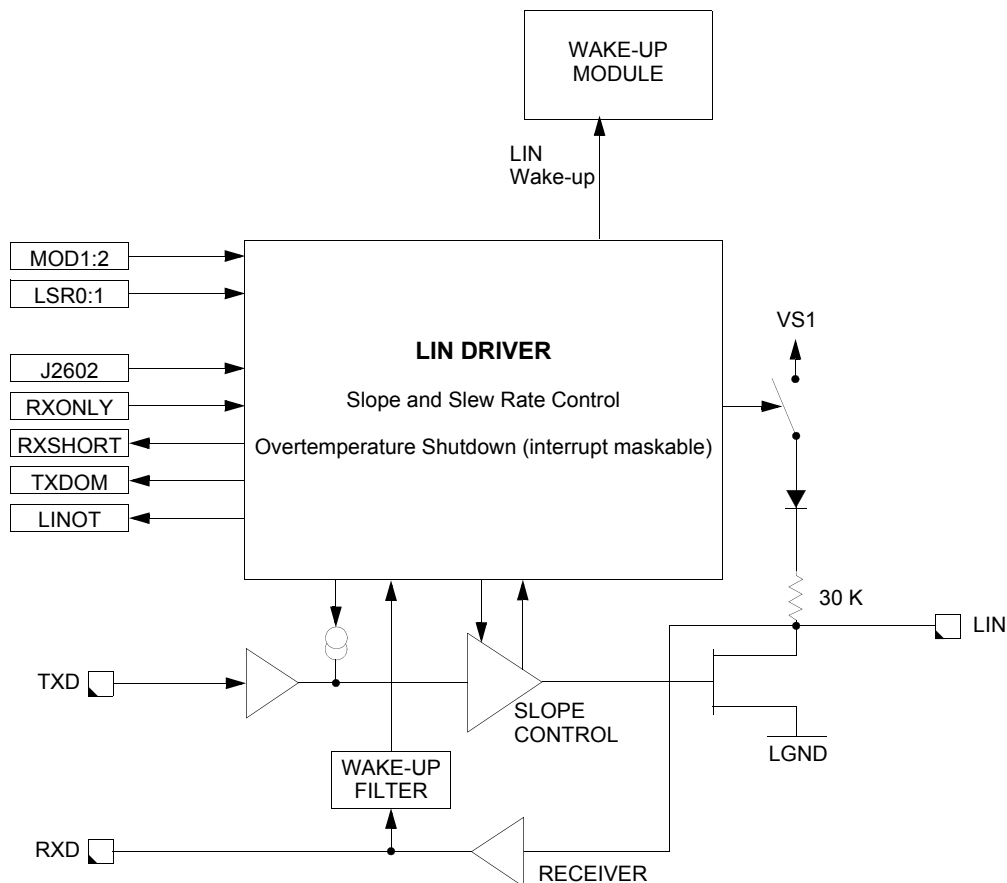 WAKE-UP
MODULE
LIN
Wake-up
MOD1:2
LSR0:1
J2602
RXONLY
RXSHORT
TXDOM
LINOT
LIN DRIVER
Slope and Slew Rate Control
Overtemperature Shutdown (interrupt maskable)
VS1
30 K
LIN
TXD
SLOPE
CONTROL
LGND
WAKE-UP
FILTER
RXD
RECEIVER